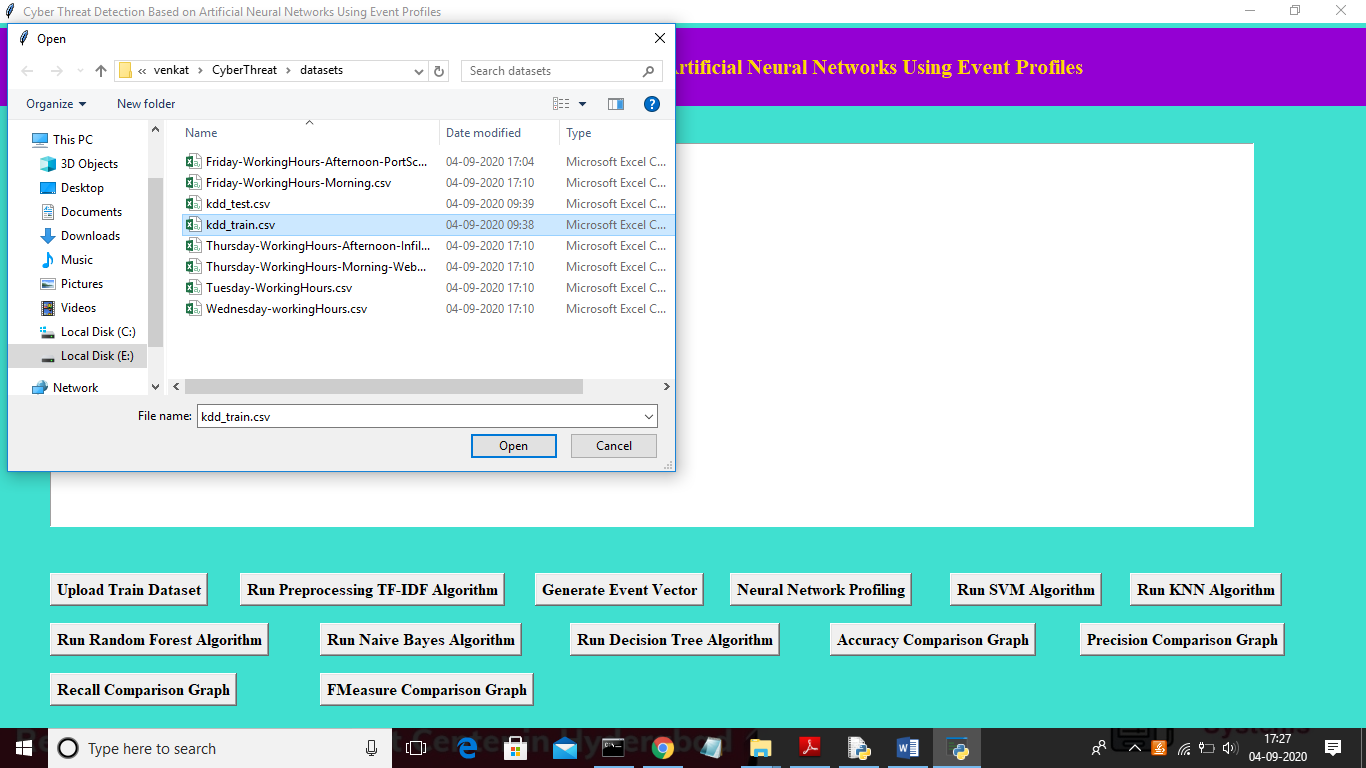 Cyber Threat Detection Based on Artificial Neural Networks Using Event Profiles
Open
Artificial Neural Networks Using Event Profiles
« venkat > CyberThreat > datasets
Search datasets
Organize
New folder
Name
Date modified
Type
This PC
3D Objects
Desktop
Documents
Downloads
Music
Pictures
Videos
Local Disk (C:)
Local Disk (E:)
Network
Friday-WorkingHours-Afternoon-PortSc... 04-09-2020 17:04 Microsoft Excel C...
Friday-WorkingHours-Morning.csv 04-09-2020 17:10 Microsoft Excel C...
kdd_test.csv 04-09-2020 09:39 Microsoft Excel C...
kdd_train.csv 04-09-2020 09:38 Microsoft Excel C...
Thursday-WorkingHours-Afternoon-Infil... 04-09-2020 17:10 Microsoft Excel C...
Thursday-WorkingHours-Morning-Web... 04-09-2020 17:10 Microsoft Excel C...
Tuesday-WorkingHours.csv 04-09-2020 17:10 Microsoft Excel C...
Wednesday-workingHours.csv 04-09-2020 17:10 Microsoft Excel C...
File name: kdd_train.csv
Open
Cancel
Upload Train Dataset
Run Preprocessing TF-IDF Algorithm
Generate Event Vector
Neural Network Profiling
Run SVM Algorithm
Run KNN Algorithm
Run Random Forest Algorithm
Run Naive Bayes Algorithm
Run Decision Tree Algorithm
Accuracy Comparison Graph
Precision Comparison Graph
Recall Comparison Graph
FMeasure Comparison Graph
Type here to search
17:27
04-09-2020